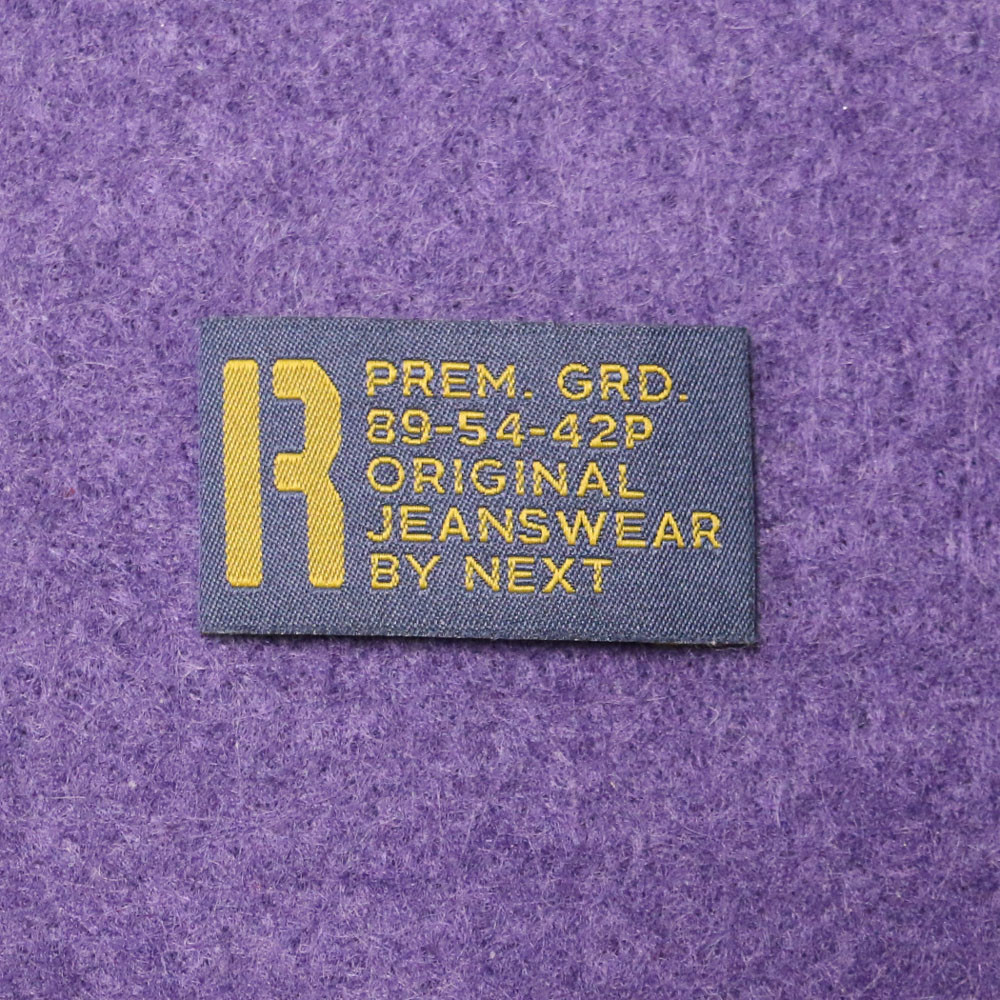 R
PREM. GRD.
89-54-42P
ORIGINAL
JEANSWEAR
BY NEXT